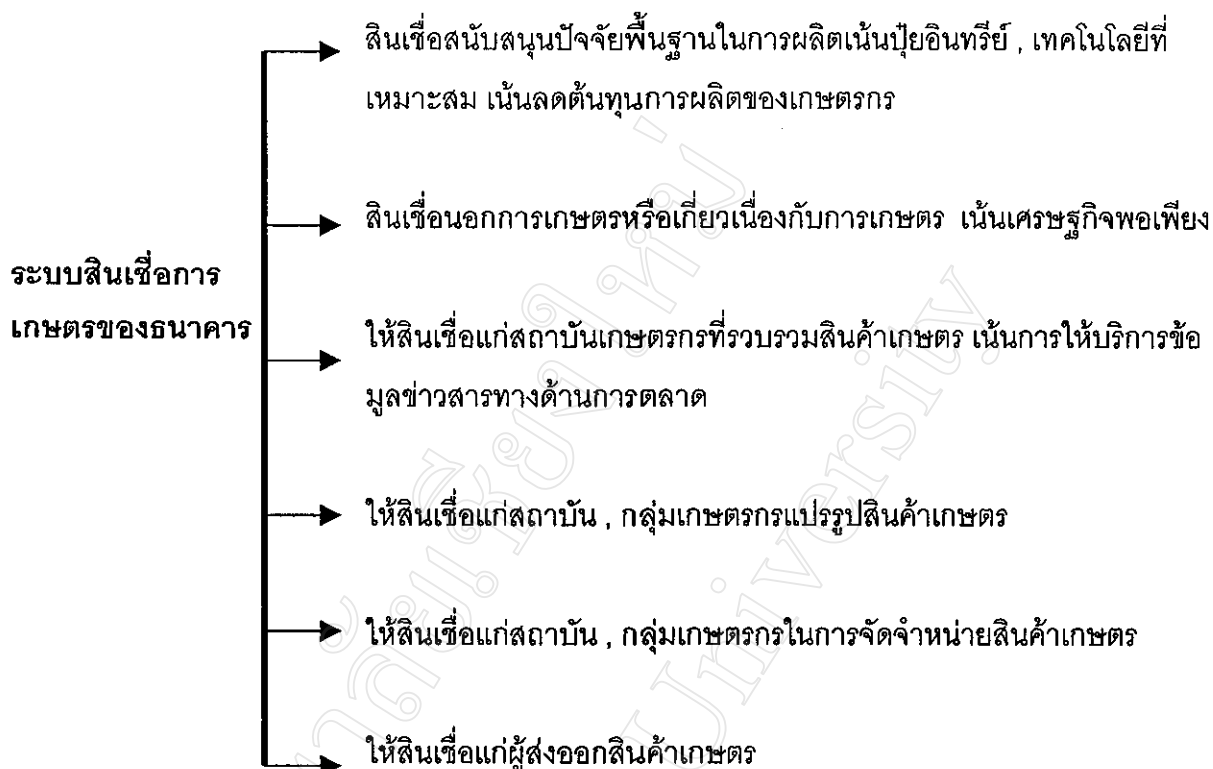 สินเชื่อสนับสนุนปัจจัยพื้นฐานในการผลิตเน้นปุ๋ยอินทรีย์ , เทคโนโลยีที่
เหมาะสม เน้นลดต้นทุนการผลิตของเกษตรกร
สินเชื่อนอกการเกษตรหรือเกี่ยวเนื่องกับการเกษตร เน้นเศรษฐกิจพอเพียง
ระบบสินเชื่อการ
เกษตรของธนาคาร
ให้สินเชื่อแก่สถาบันเกษตรกรที่รวบรวมสินค้าเกษตร เน้นการให้บริการข้อ
มูลข่าวสารทางด้านการตลาด
ให้สินเชื่อแก่สถาบัน , กลุ่มเกษตรกรแปรรูปสินค้าเกษตร
ให้สินเชื่อแก่สถาบัน , กลุ่มเกษตรกรในการจัดจำหน่ายสินค้าเกษตร
ให้สินเชื่อแก่ผู้ส่งออกสินค้าเกษตร
าลัยเชียงใหม่
University